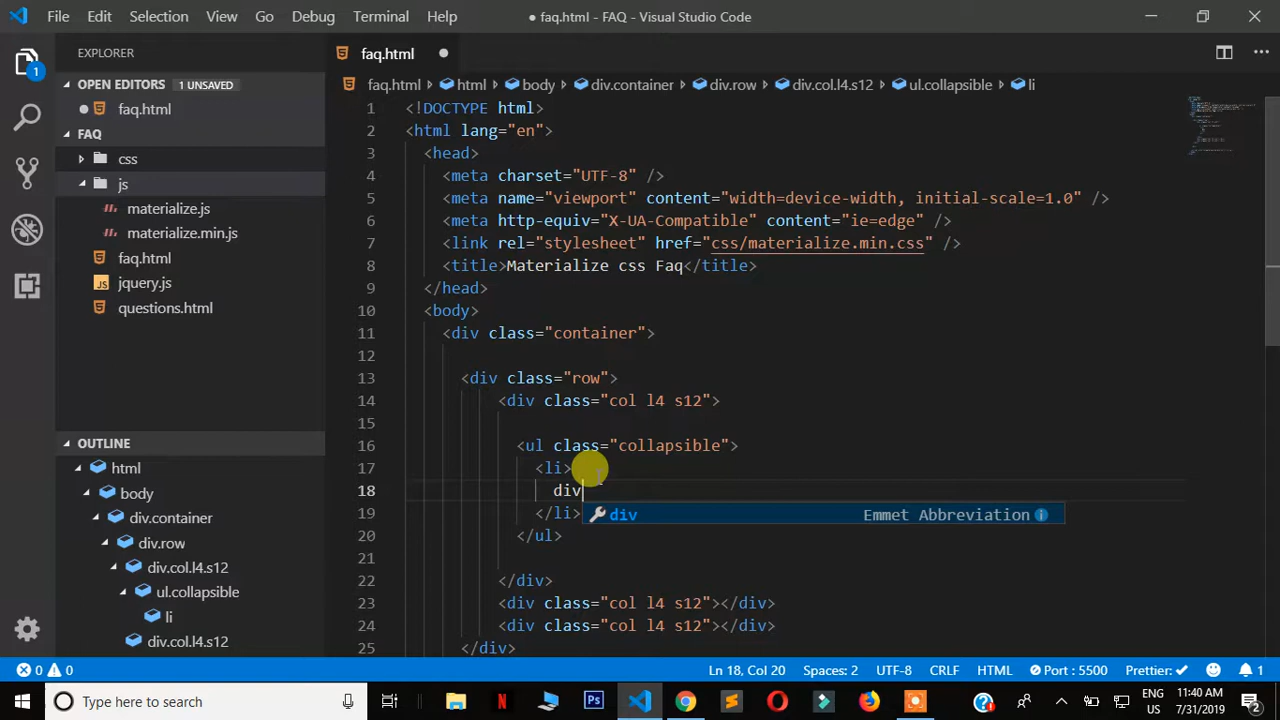 File Edit Selection View Go Debug Terminal Help ● faq.html - FAQ - Visual Studio Code
EXPLORER
OPEN EDITORS 1 UNSAVED
faq.html
FAQ
css
js
materialize.js
materialize.min.js
faq.html
JS jquery.js
questions.html
OUTLINE
html
body
div.container
div.row
div.col.l4.s12
ul.collapsible
li
div.col.l4.s12
1
faq.html
faq.html html body div.container div.row div.col.l4.s12 ul.collapsible li
1 <!DOCTYPE html>
2 <html lang="en">
3 <head>
4 <meta charset="UTF-8" />
5 <meta name="viewport" content="width=device-width, initial-scale=1.0" />
6 <meta http-equiv="X-UA-Compatible" content="ie=edge" />
7 <link rel="stylesheet" href="css/materialize.min.css" />
8 <title>Materialize css Faq</title>
9 </head>
10 <body>
11 <div class="container">
12
13 <div class="row">
14 <div class="col l4 s12">
15
16 <ul class="collapsible">
17 <li>
18 div
div Emmet Abbreviation
19 </li>
20 </ul>
21
22 </div>
23 <div class="col l4 s12"></div>
24 <div class="col l4 s12"></div>
25 </div>
0 0 Ln 18, Col 20 Spaces: 2 UTF-8 CRLF HTML Port : 5500 Prettier: ✓ 1
Type here to search Ps ENG US 11:40 AM 7/31/2019 2